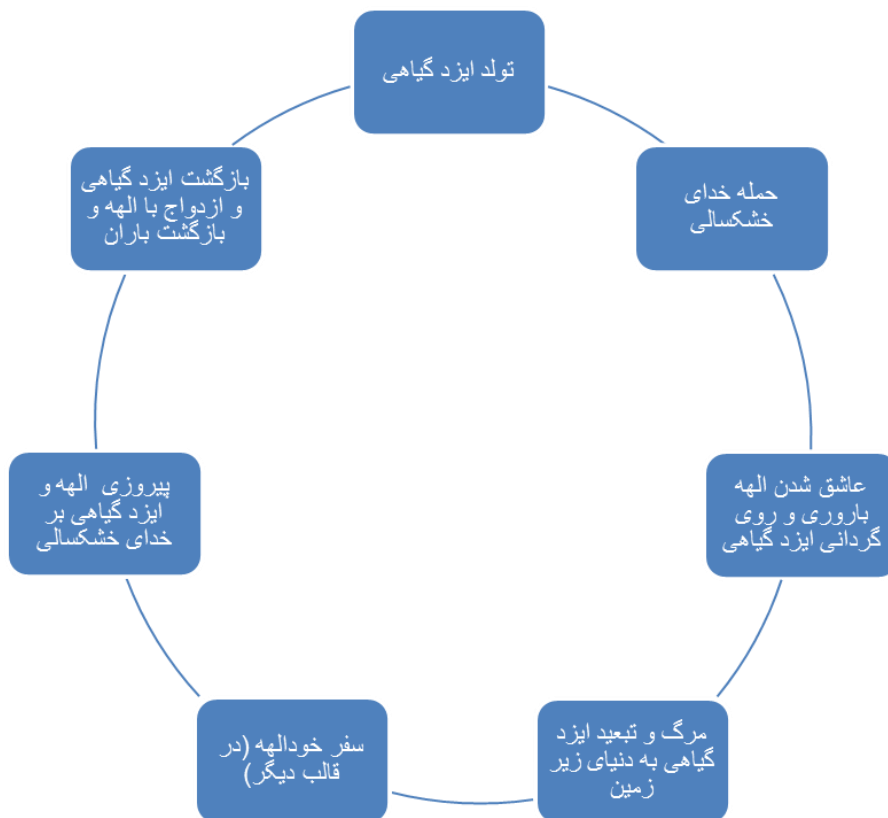 تولد ایزد گیاهی
حمله خدای
خشکسالی
عاشق شدن الهه
باروری و روی
گردانی ایزد گیاهی
مرگ و تبعید ایزد
گیاهی به دنیای زیر
زمین
سفر خودالهه (در
قالب دیگر)
پیروزی الهه و
ایزد گیاهی بر
خدای خشکسالی
بازگشت ایزد گیاهی
و ازدواج با الهه و
بازگشت باران